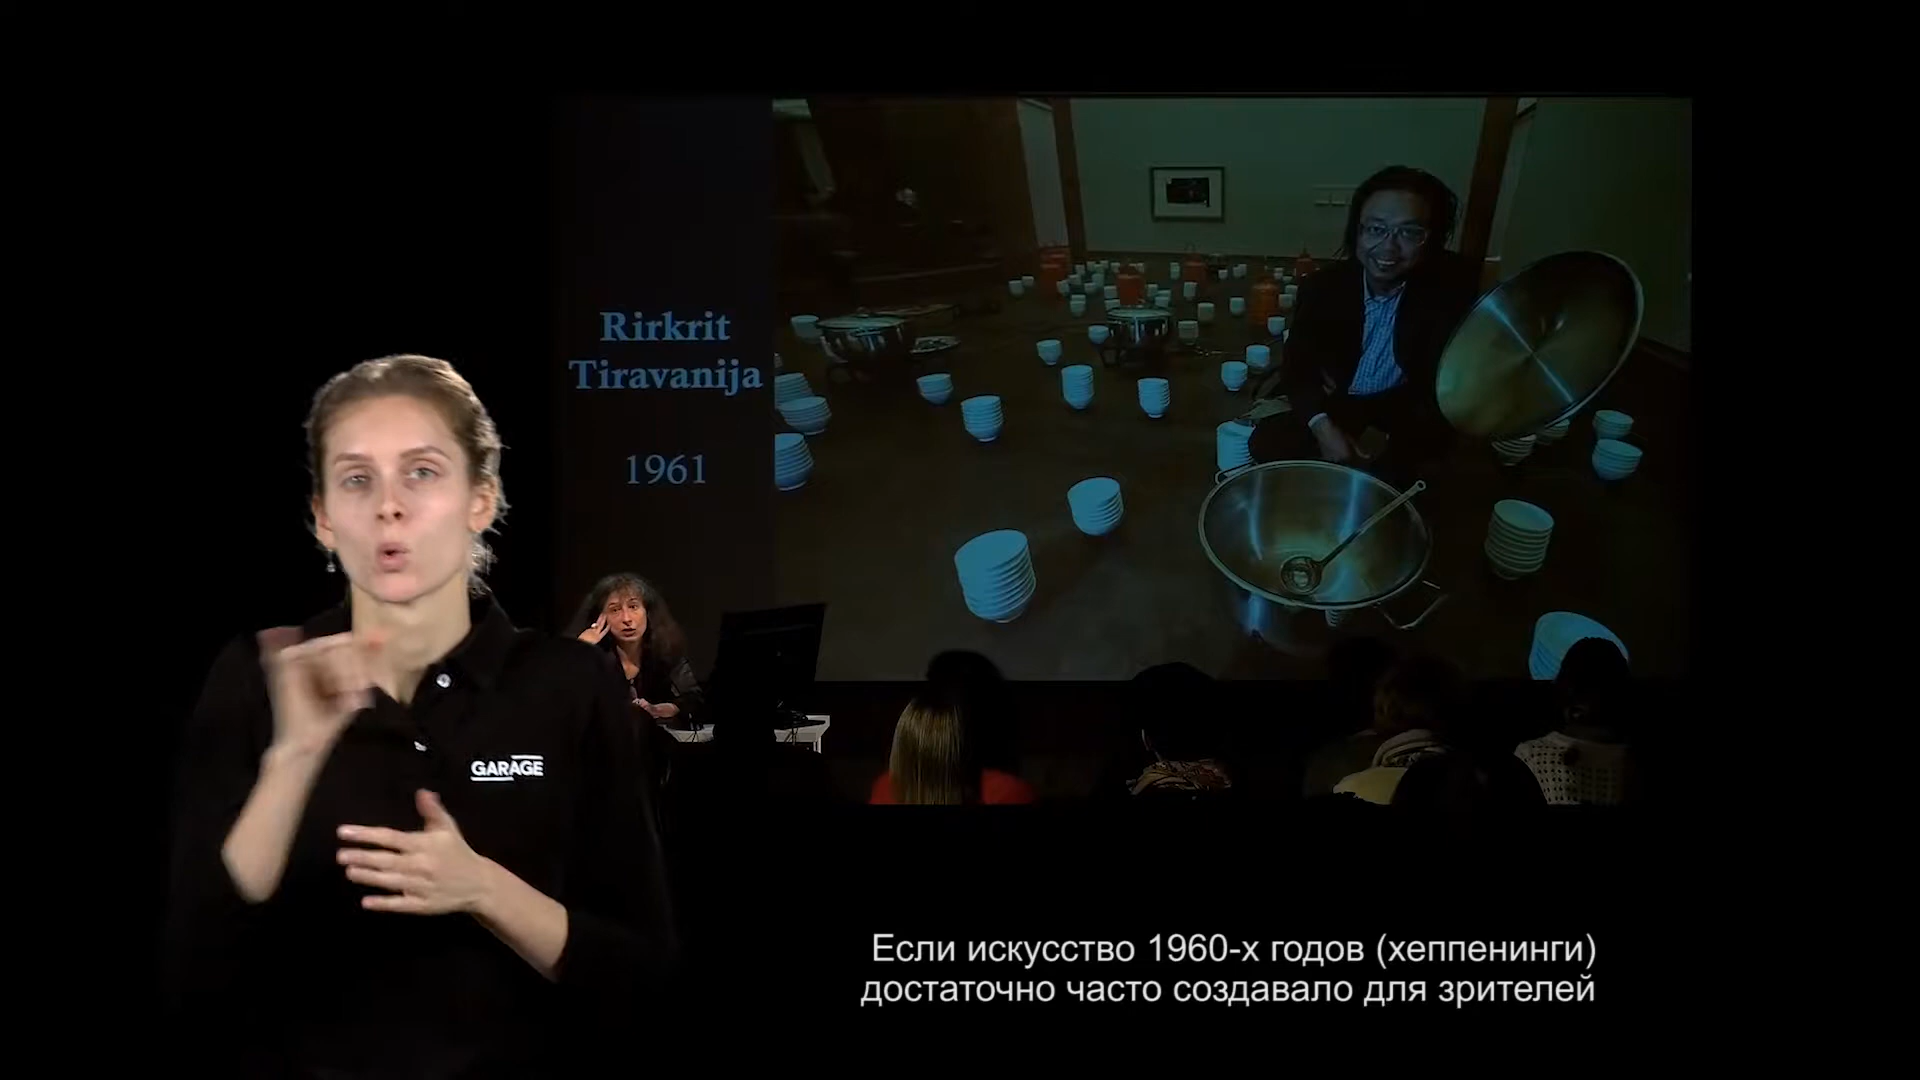 Rirkrit
Tiravanija
1961
GARAGE
Если искусство 1960-х годов (хеппенинги)
достаточно часто создавало для зрителей